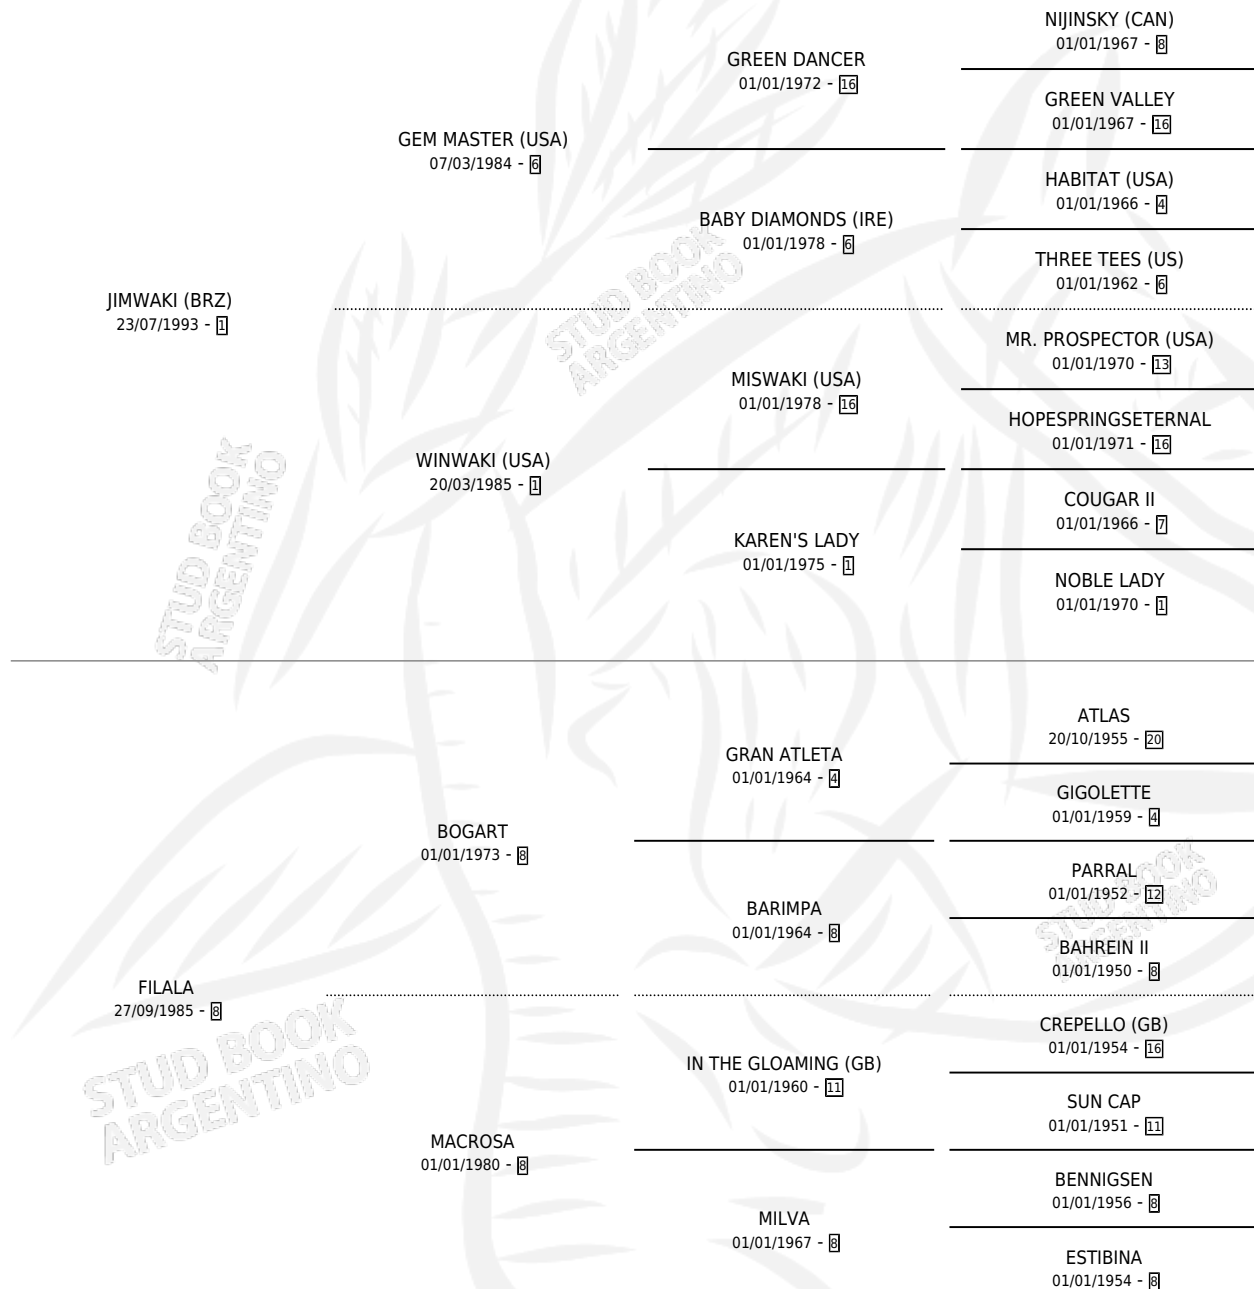 NIJINSKY (CAN)
01/01/1967 - 8
GREEN DANCER
01/01/1972 - 16
GREEN VALLEY
01/01/1967 - 16
GEM MASTER (USA)
07/03/1984 - 6
HABITAT (USA)
01/01/1966 - 4
BABY DIAMONDS (IRE)
01/01/1978 - 6
THREE TEES (US)
01/01/1962 - 6
JIMWAKI (BRZ)
23/07/1993 - 1
MR. PROSPECTOR (USA)
01/01/1970 - 13
MISWAKI (USA)
01/01/1978 - 16
HOPESPRINGSETERNAL
01/01/1971 - 16
WINWAKI (USA)
20/03/1985 - 1
COUGAR II
01/01/1966 - 7
KAREN'S LADY
01/01/1975 - 1
NOBLE LADY
01/01/1970 - 1
STUD BOOK
ARGENTINO
STUD BOOK
ARGENTINO
ATLAS
20/10/1955 - 20
GRAN ATLETA
01/01/1964 - 4
GIGOLETTE
01/01/1959 - 4
BOGART
01/01/1973 - 8
PARRAL
01/01/1952 - 12
BARIMPA
01/01/1964 - 8
BAHREIN II
01/01/1950 - 8
FILALA
27/09/1985 - 8
CREPELLO (GB)
01/01/1954 - 16
IN THE GLOAMING (GB)
01/01/1960 - 11
SUN CAP
01/01/1951 - 11
MACROSA
01/01/1980 - 8
BENNIGSEN
01/01/1956 - 8
MILVA
01/01/1967 - 8
ESTIBINA
01/01/1954 - 8
STUD BOOK
ARGENTINO
STUD BOOK
ARGENTINO